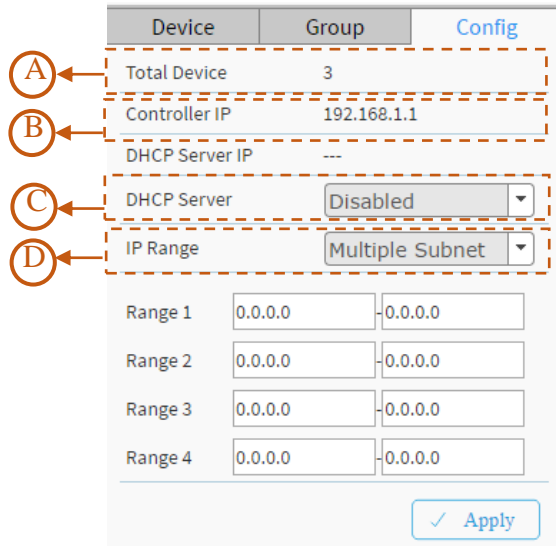 Device Group Config
A Total Device 3
B Controller IP 192.168.1.1
DHCP Server IP ---
C DHCP Server Disabled
D IP Range Multiple Subnet
Range 1 0.0.0.0 - 0.0.0.0
Range 2 0.0.0.0 - 0.0.0.0
Range 3 0.0.0.0 - 0.0.0.0
Range 4 0.0.0.0 - 0.0.0.0
✓ Apply